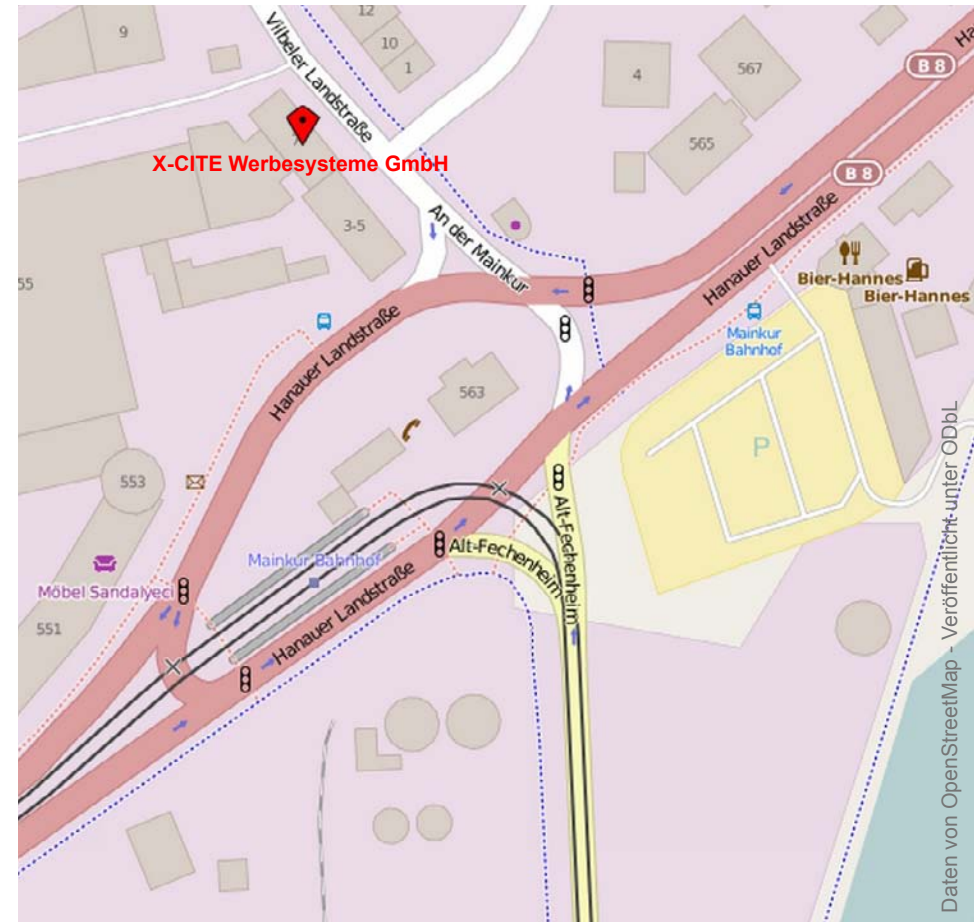 9
12
10
1
Vilbeler Landstraße
4
567
565
B 8
B 8
X-CITE Werbesysteme GmbH
3-5
An der Mainkur
Hanauer Landstraße
Bier-Hannes
Bier-Hannes
Mainkur
Bahnhof
55
Hanauer Landstraße
563
P
553
Alt-Fechenheim
Alt-Fechenheim
Mainkur Bahnhof
Möbel Sandalyeci
Hanauer Landstraße
551
Daten von OpenStreetMap - Veröffentlicht unter ODbL